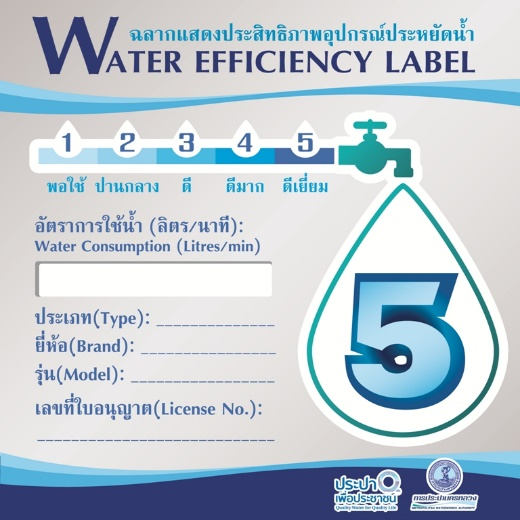 ฉลากแสดงประสิทธิภาพอุปกรณ์ประหยัดน้ำ
WATER EFFICIENCY LABEL
1 2 3 4 5
พอใช้ ปานกลาง ดี ดีมาก ดีเยี่ยม
อัตราการใช้น้ำ (ลิตร/นาที):
Water Consumption (Litres/min)
5
ประเภท(Type): ______________
ยี่ห้อ(Brand): ________________
รุ่น(Model): _________________
เลขที่ใบอนุญาต(License No.):
____________________________
ประปา
เพื่อประชาชน
Quality Water for Quality Life
การประปานครหลวง
METROPOLITAN WATERWORKS AUTHORITY